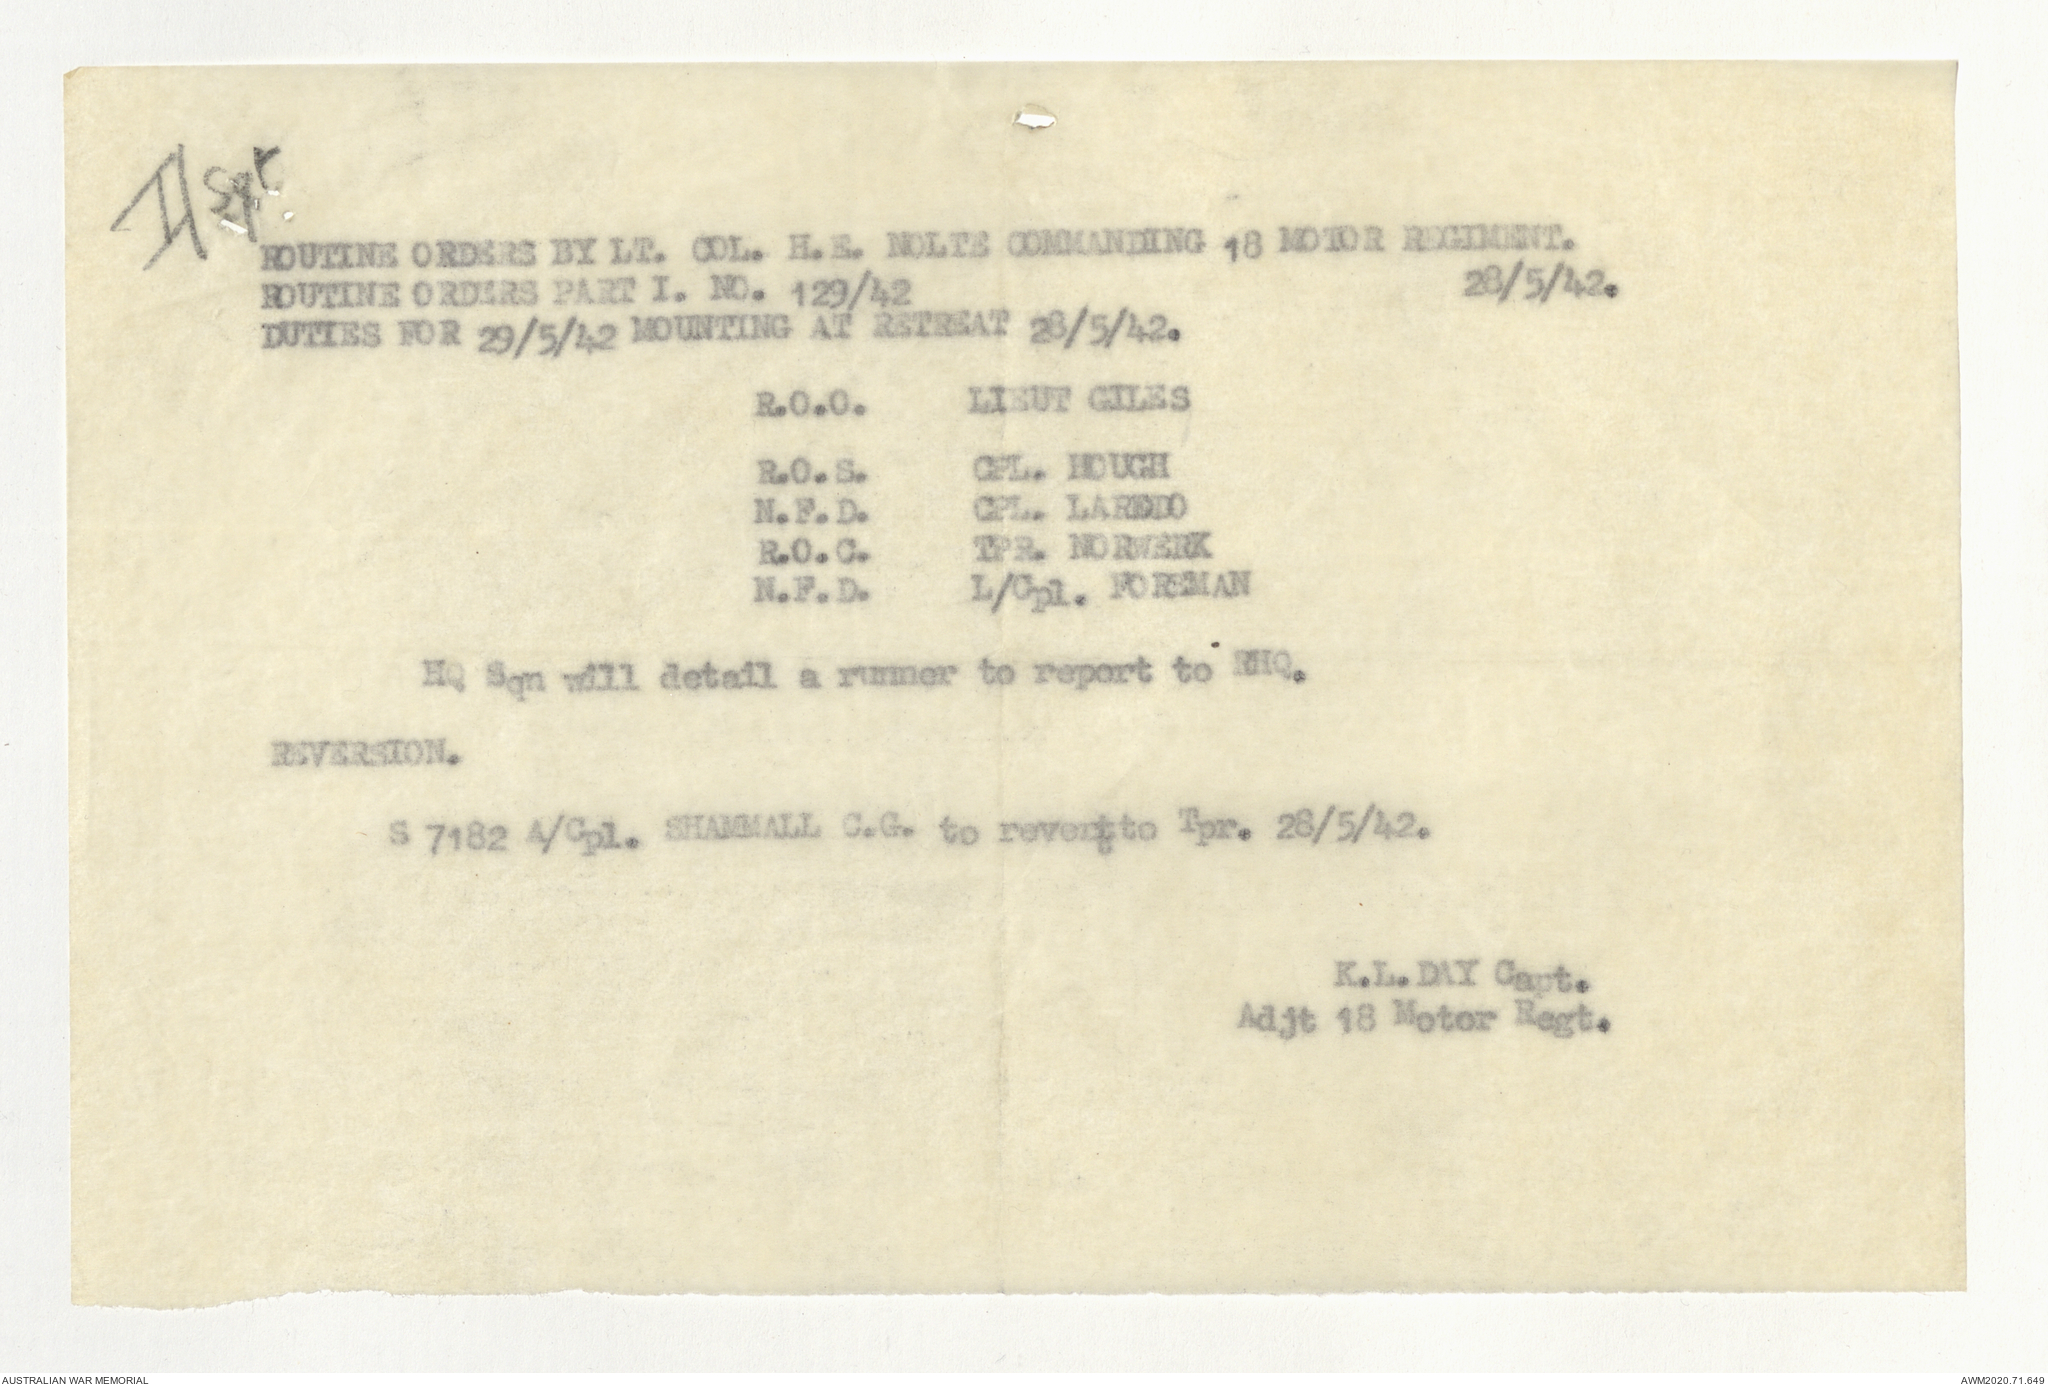 II Sqr
ROUTINE ORDERS BY LT. COL. H.E. NOLTE COMMANDING 18 MOTOR REGIMENT.
ROUTINE ORDERS PART I. NO. 129/42 28/5/42.
DUTIES FOR 29/5/42 MOUNTING AT RETREAT 28/5/42.
R.O.O. LIEUT GILES
R.O.S. CPL. HOUGH
N.F.D. CPL. LAREDO
R.O.C. TPR. NORWERK
N.F.D. L/Cpl. FOREMAN
HQ Sqn will detail a runner to report to RHQ.
REVERSION.
S 7182 A/Cpl. SHAMMALL C.G. to revert to Tpr. 28/5/42.
K.L.DAY Capt.
Adjt 18 Motor Regt.
AUSTRALIAN WAR MEMORIAL AWM2020.71.649